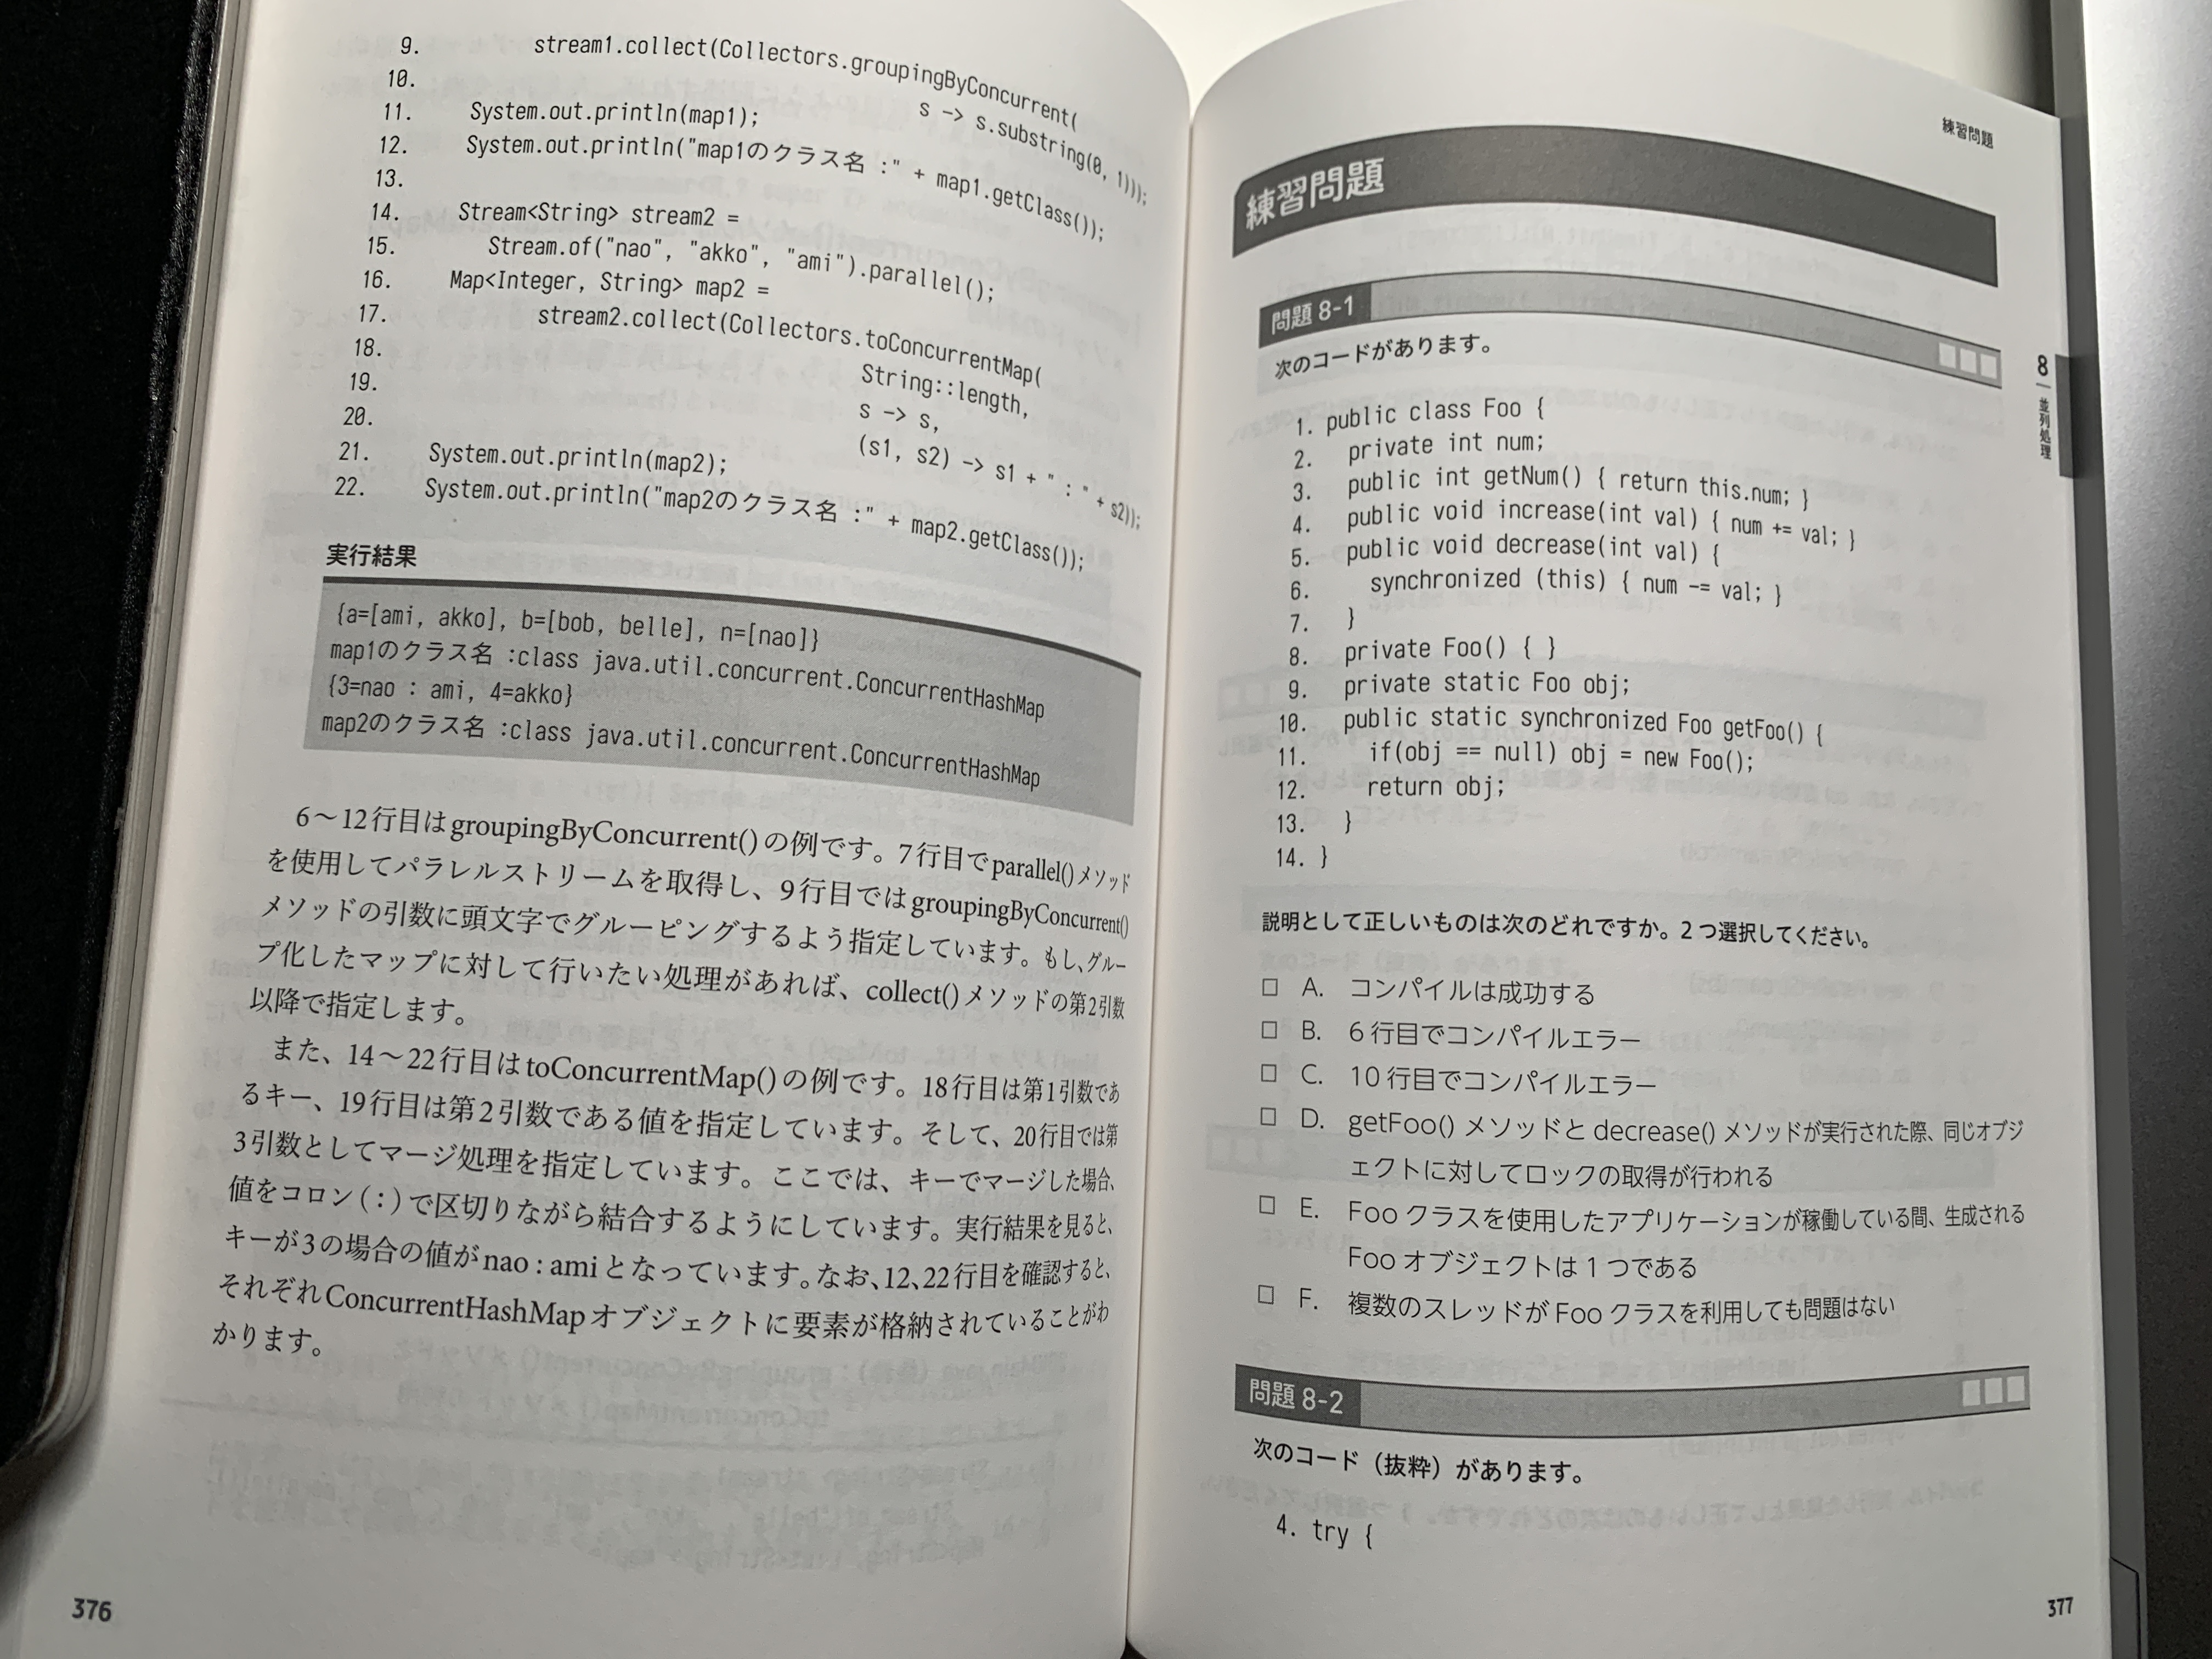 9. stream1.collect(Collectors.groupingByConcurrent(
10. s -> s.substring(0, 1)));
11. System.out.println(map1);
12. System.out.println("map1のクラス名 :" + map1.getClass());
13.
14. Stream<String> stream2 =
15. Stream.of("nao", "akko", "ami").parallel();
16. Map<Integer, String> map2 =
17. stream2.collect(Collectors.toConcurrentMap(
18. String::length,
19. s -> s,
20. (s1, s2) -> s1 + " : " + s2));
21. System.out.println(map2);
22. System.out.println("map2のクラス名 :" + map2.getClass());
実行結果
{a=[ami, akko], b=[bob, belle], n=[nao]}
map1のクラス名 :class java.util.concurrent.ConcurrentHashMap
{3=nao : ami, 4=akko}
map2のクラス名 :class java.util.concurrent.ConcurrentHashMap
6～12行目はgroupingByConcurrent()の例です。7行目でparallel()メソッド
を使用してパラレルストリームを取得し、9行目ではgroupingByConcurrent()
メソッドの引数に頭文字でグルーピングするよう指定しています。もし、グルー
プ化したマップに対して行いたい処理があれば、collect()メソッドの第2引数
以降で指定します。
また、14～22行目はtoConcurrentMap()の例です。18行目は第1引数であ
るキー、19行目は第2引数である値を指定しています。そして、20行目では第
3引数としてマージ処理を指定しています。ここでは、キーでマージした場合、
値をコロン(:)で区切りながら結合するようにしています。実行結果を見ると、
キーが3の場合の値がnao : amiとなっています。なお、12、22行目を確認すると、
それぞれConcurrentHashMapオブジェクトに要素が格納されていることがわ
かります。
376
練習問題
練習問題
問題 8-1
次のコードがあります。
1. public class Foo {
2. private int num;
3. public int getNum() { return this.num; }
4. public void increase(int val) { num += val; }
5. public void decrease(int val) {
6. synchronized (this) { num -= val; }
7. }
8. private Foo() { }
9. private static Foo obj;
10. public static synchronized Foo getFoo() {
11. if(obj == null) obj = new Foo();
12. return obj;
13. }
14. }
説明として正しいものは次のどれですか。2つ選択してください。
□ A. コンパイルは成功する
□ B. 6行目でコンパイルエラー
□ C. 10行目でコンパイルエラー
□ D. getFoo() メソッドと decrease() メソッドが実行された際、同じオブジ
ェクトに対してロックの取得が行われる
□ E. Foo クラスを使用したアプリケーションが稼働している間、生成される
Foo オブジェクトは1つである
□ F. 複数のスレッドが Foo クラスを利用しても問題はない
問題 8-2
次のコード（抜粋）があります。
4. try {
8
並列処理
377